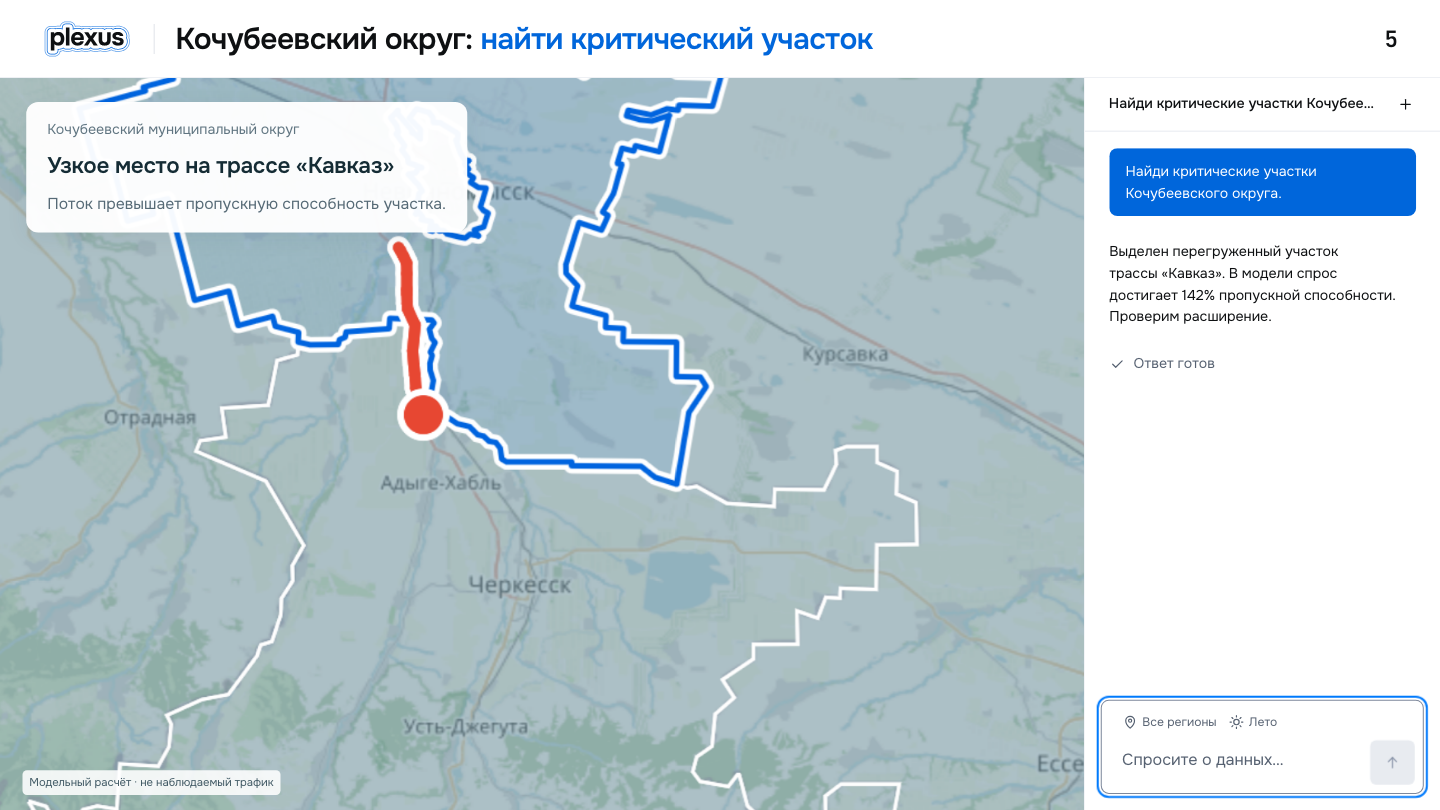 plexus
Кочубеевский округ: найти критический участок
5
Кочубеевский муниципальный округ
Узкое место на трассе «Кавказ»
Поток превышает пропускную способность участка.
Курсавка
Отрадная
Адыге-Хабль
Черкесск
Усть-Джегута
Ессе
Модельный расчёт · не наблюдаемый трафик
Найди критические участки Кочубее...
Найди критические участки
Кочубеевского округа.
Выделен перегруженный участок
трассы «Кавказ». В модели спрос
достигает 142% пропускной способности.
Проверим расширение.
Ответ готов
Все регионы Лето
Спросите о данных...